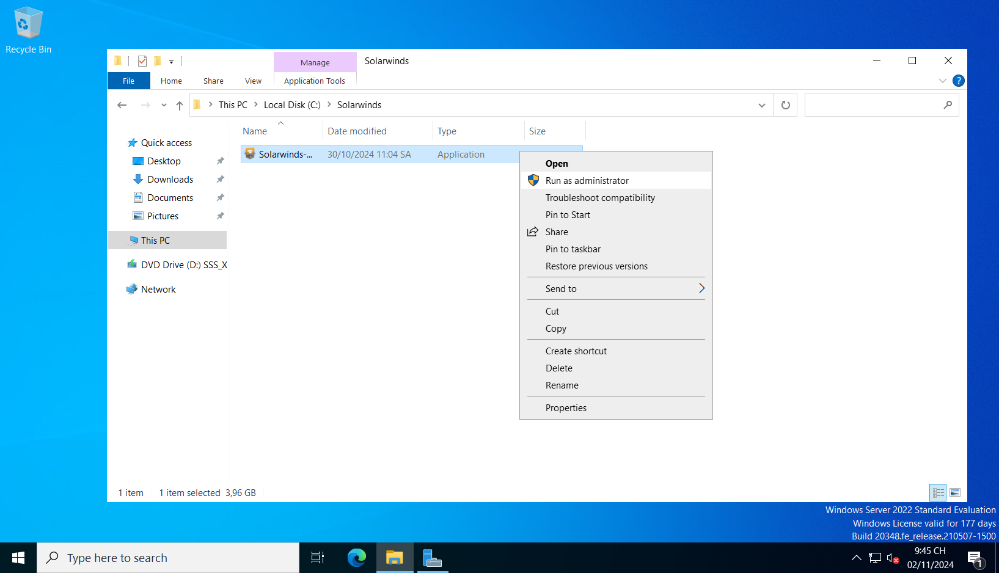 Recycle Bin
Manage
Solarwinds
File
Home
Share
View
Application Tools
This PC
Local Disk (C:)
Solarwinds
Name
Date modified
Type
Size
Quick access
Desktop
Downloads
Documents
Pictures
This PC
DVD Drive (D:) SSS_X
Network
Solarwinds-...
30/10/2024 11:04 SA
Application
Open
Run as administrator
Troubleshoot compatibility
Pin to Start
Share
Pin to taskbar
Restore previous versions
Send to
Cut
Copy
Create shortcut
Delete
Rename
Properties
1 item
1 item selected 3,96 GB
Windows Server 2022 Standard Evaluation
Windows License valid for 177 days
Build 20348.fe_release.210507-1500
Type here to search
9:45 CH
02/11/2024
1